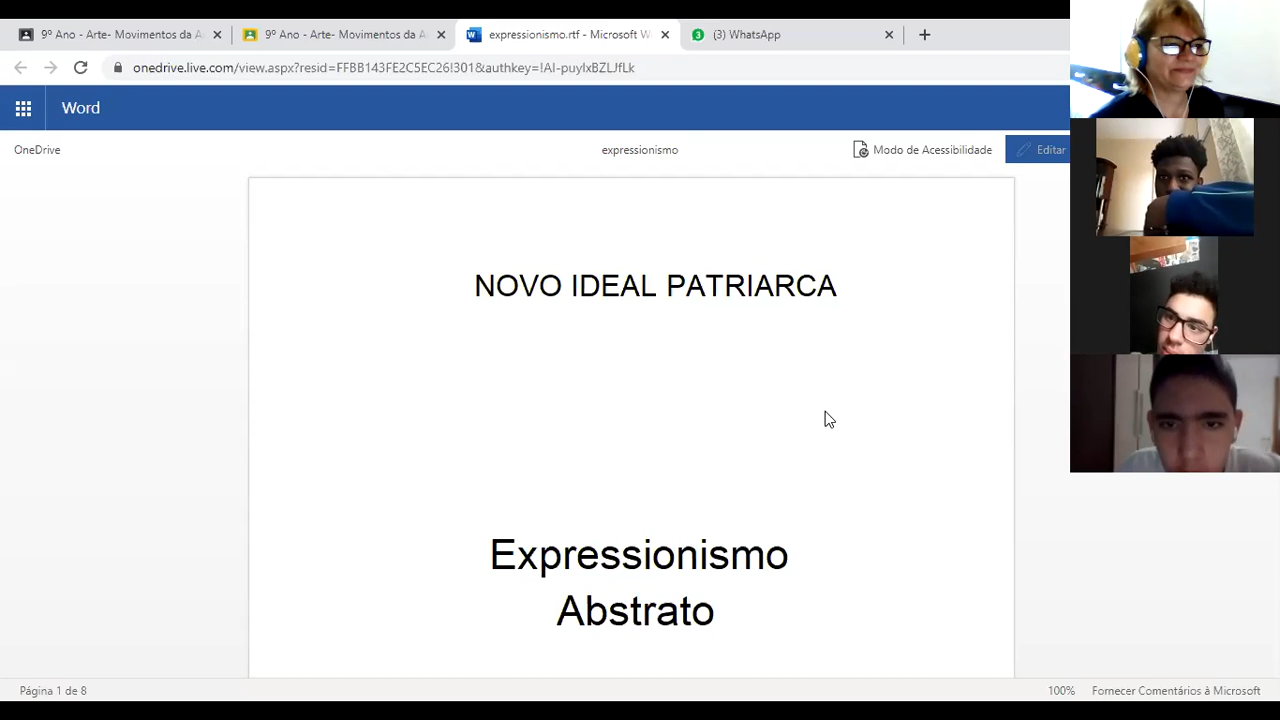 9º Ano - Arte- Movimentos da A
9º Ano - Arte- Movimentos da A
expressionismo.rtf - Microsoft W
3
(3) WhatsApp
onedrive.live.com/view.aspx?resid=FFBB143FE2C5EC26!301&authkey=!AI-puylxBZLJfLk
Word
OneDrive
expressionismo
Modo de Acessibilidade
Editar
NOVO IDEAL PATRIARCA
Expressionismo
Abstrato
Página 1 de 8
100%
Fornecer Comentários à Microsoft